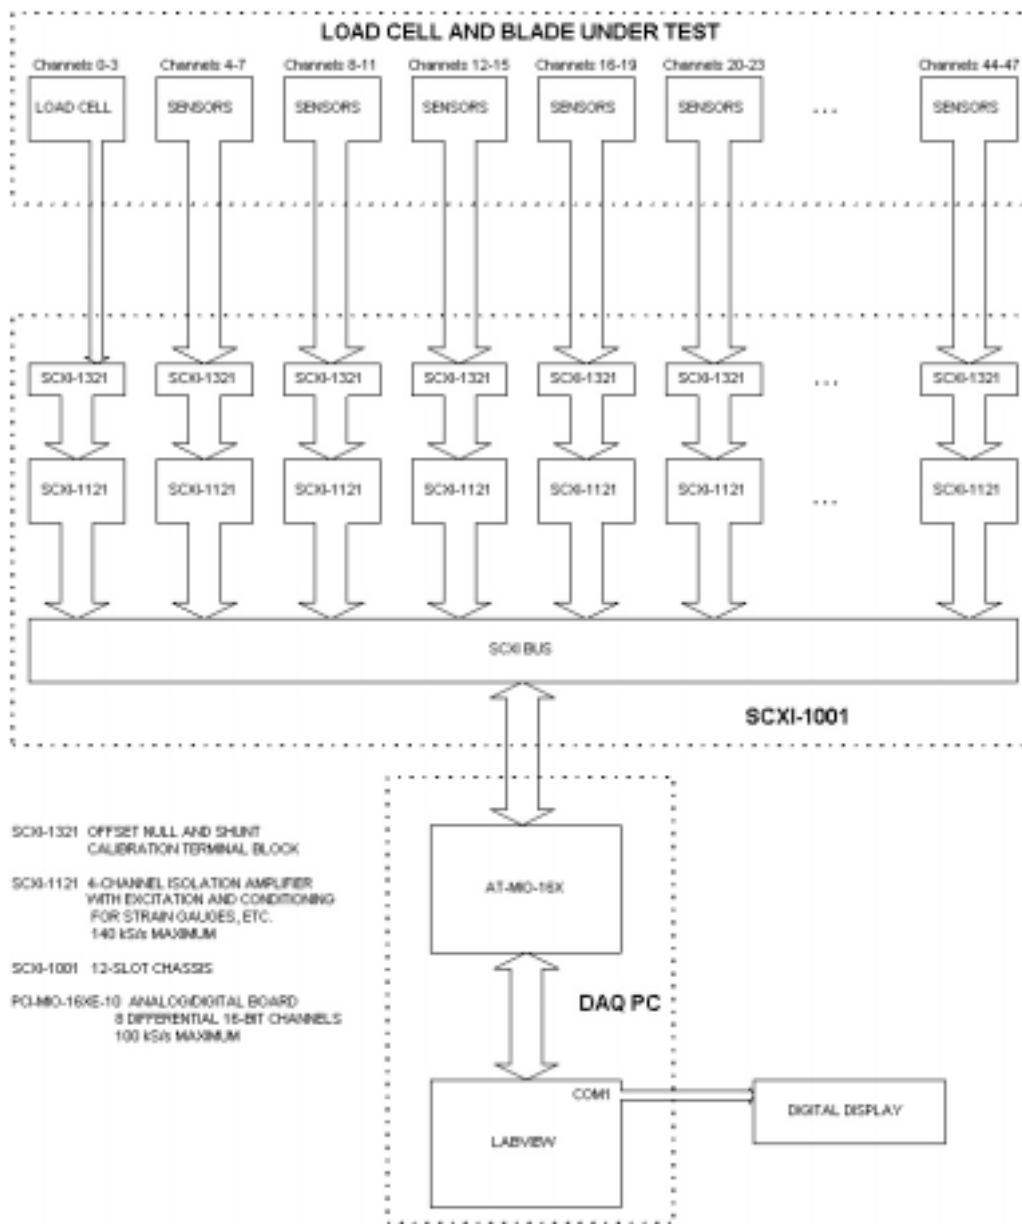 LOAD CELL AND BLADE UNDER TEST
Channels 0-3 Channels 4-7 Channels 8-11 Channels 12-15 Channels 16-19 Channels 20-23 Channels 44-47
LOAD CELL SENSORS SENSORS SENSORS SENSORS SENSORS ... SENSORS
SCXI-1321 SCXI-1321 SCXI-1321 SCXI-1321 SCXI-1321 SCXI-1321 ... SCXI-1321
SCXI-1121 SCXI-1121 SCXI-1121 SCXI-1121 SCXI-1121 SCXI-1121 ... SCXI-1121
SCXI BUS
SCXI-1001
SCXI-1321 OFFSET NULL AND SHUNT
CALIBRATION TERMINAL BLOCK
SCXI-1121 4-CHANNEL ISOLATION AMPLIFIER
WITH EXCITATION AND CONDITIONING
FOR STRAIN GAUGES, ETC.
140 kS/s MAXIMUM
SCXI-1001 12-SLOT CHASSIS
PCI-MIO-16XE-10 ANALOG/DIGITAL BOARD
8 DIFFERENTIAL 16-BIT CHANNELS
100 kS/s MAXIMUM
AT-MIO-16X
DAQ PC
COM1
LABVIEW
DIGITAL DISPLAY